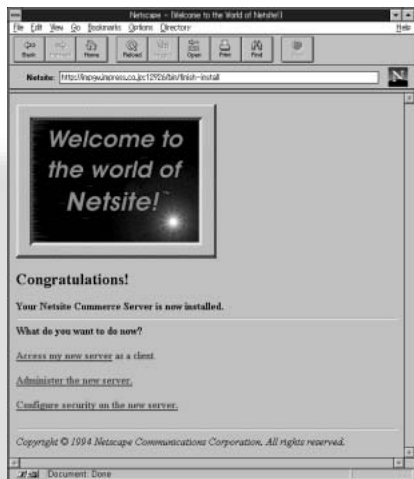 Netscape - [Welcome to the World of Netsite!]
File Edit View Go Bookmarks Options Directory Help
Back Home Reload Open Print Find
Netsite:
Welcome to
the world of
Netsite!™
Congratulations!
Your Netsite Commerce Server is now installed.
What do you want to do now?
Access my new server as a client.
Administer the new server.
Configure security on the new server.
Copyright © 1994 Netscape Communications Corporation. All rights reserved.
Document: Done